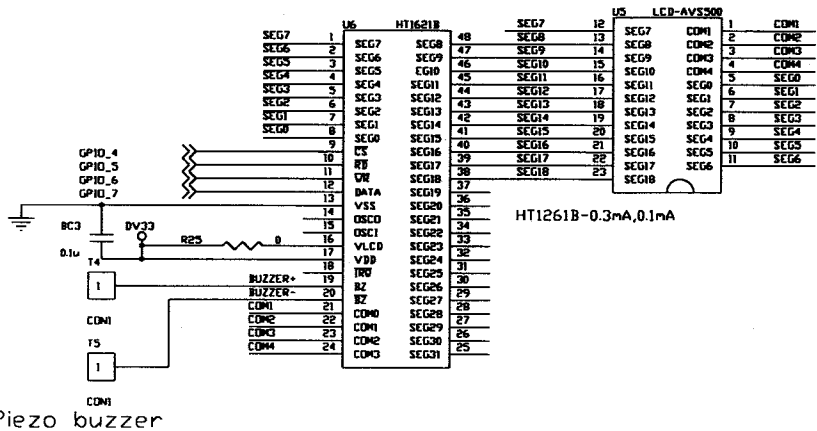 U6 HT1621B
SEG7 1 SEG7 SEG8 48
SEG6 2 SEG6 SEG9 47
SEG5 3 SEG5 EG10 46
SEG4 4 SEG4 SEG11 45
SEG3 5 SEG3 SEG12 44
SEG2 6 SEG2 SEG13 43
SEG1 7 SEG1 SEG14 42
SEG0 8 SEG0 SEG15 41
9 CS SEG16 40
10 RD SEG17 39
11 WR SEG18 38
12 DATA SEG19 37
13 VSS SEG20 36
14 OSCO SEG21 35
15 OSCI SEG22 34
16 VLCD SEG23 33
17 VDD SEG24 32
18 IRQ SEG25 31
BUZZER+ 19 BZ SEG26 30
BUZZER- 20 BZ SEG27 29
COM1 21 COM0 SEG28 28
COM2 22 COM1 SEG29 27
COM3 23 COM2 SEG30 26
COM4 24 COM3 SEG31 25
GPIO_4
GPIO_5
GPIO_6
GPIO_7
BC3
0.1u
DV33
R25 0
T4
1
CON1
T5
1
CON1
Piezo buzzer
U5 LCD-AVS500
SEG7 12 SEG7 COM1 1 COM1
SEG8 13 SEG8 COM2 2 COM2
SEG9 14 SEG9 COM3 3 COM3
SEG10 15 SEG10 COM4 4 COM4
SEG11 16 SEG11 SEG0 5 SEG0
SEG12 17 SEG12 SEG1 6 SEG1
SEG13 18 SEG13 SEG2 7 SEG2
SEG14 19 SEG14 SEG3 8 SEG3
SEG15 20 SEG15 SEG4 9 SEG4
SEG16 21 SEG16 SEG5 10 SEG5
SEG17 22 SEG17 SEG6 11 SEG6
SEG18 23 SEG18
HT1261B-0.3mA,0.1mA